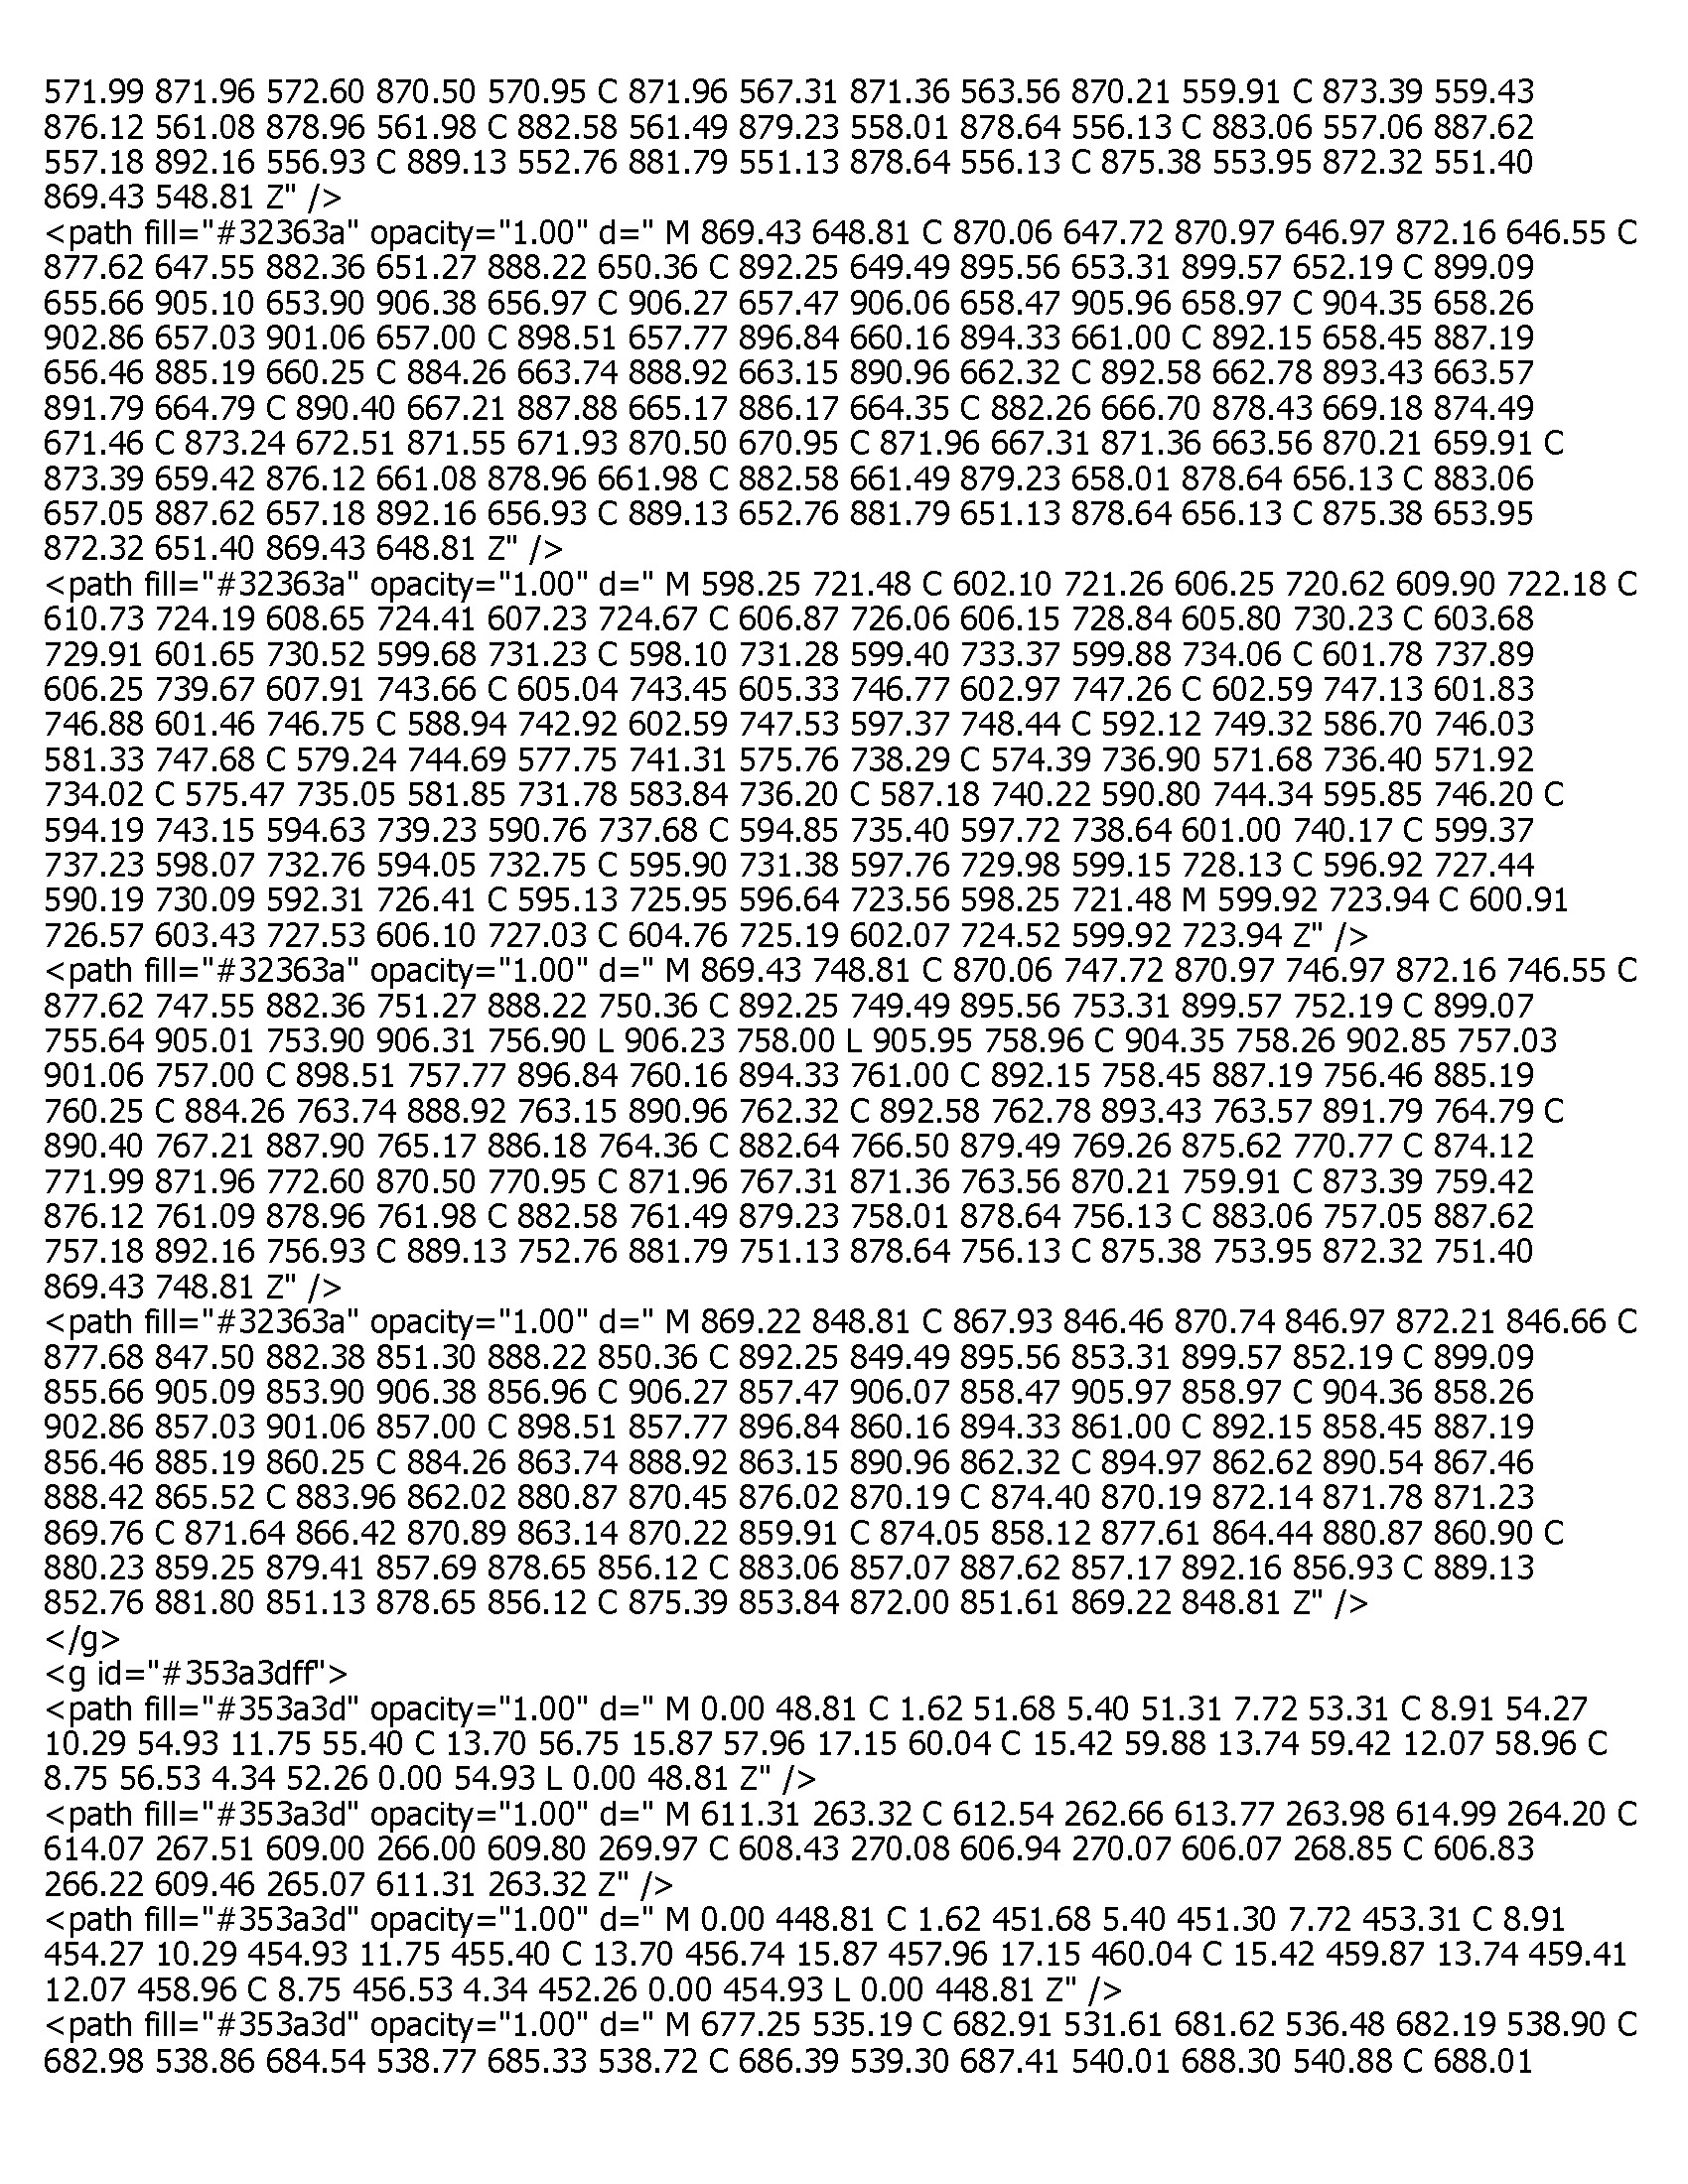 571.99 871.96 572.60 870.50 570.95 C 871.96 567.31 871.36 563.56 870.21 559.91 C 873.39 559.43
876.12 561.08 878.96 561.98 C 882.58 561.49 879.23 558.01 878.64 556.13 C 883.06 557.06 887.62
557.18 892.16 556.93 C 889.13 552.76 881.79 551.13 878.64 556.13 C 875.38 553.95 872.32 551.40
869.43 548.81 Z" />
<path fill="#32363a" opacity="1.00" d=" M 869.43 648.81 C 870.06 647.72 870.97 646.97 872.16 646.55 C
877.62 647.55 882.36 651.27 888.22 650.36 C 892.25 649.49 895.56 653.31 899.57 652.19 C 899.09
655.66 905.10 653.90 906.38 656.97 C 906.27 657.47 906.06 658.47 905.96 658.97 C 904.35 658.26
902.86 657.03 901.06 657.00 C 898.51 657.77 896.84 660.16 894.33 661.00 C 892.15 658.45 887.19
656.46 885.19 660.25 C 884.26 663.74 888.92 663.15 890.96 662.32 C 892.58 662.78 893.43 663.57
891.79 664.79 C 890.40 667.21 887.88 665.17 886.17 664.35 C 882.26 666.70 878.43 669.18 874.49
671.46 C 873.24 672.51 871.55 671.93 870.50 670.95 C 871.96 667.31 871.36 663.56 870.21 659.91 C
873.39 659.42 876.12 661.08 878.96 661.98 C 882.58 661.49 879.23 658.01 878.64 656.13 C 883.06
657.05 887.62 657.18 892.16 656.93 C 889.13 652.76 881.79 651.13 878.64 656.13 C 875.38 653.95
872.32 651.40 869.43 648.81 Z" />
<path fill="#32363a" opacity="1.00" d=" M 598.25 721.48 C 602.10 721.26 606.25 720.62 609.90 722.18 C
610.73 724.19 608.65 724.41 607.23 724.67 C 606.87 726.06 606.15 728.84 605.80 730.23 C 603.68
729.91 601.65 730.52 599.68 731.23 C 598.10 731.28 599.40 733.37 599.88 734.06 C 601.78 737.89
606.25 739.67 607.91 743.66 C 605.04 743.45 605.33 746.77 602.97 747.26 C 602.59 747.13 601.83
746.88 601.46 746.75 C 588.94 742.92 602.59 747.53 597.37 748.44 C 592.12 749.32 586.70 746.03
581.33 747.68 C 579.24 744.69 577.75 741.31 575.76 738.29 C 574.39 736.90 571.68 736.40 571.92
734.02 C 575.47 735.05 581.85 731.78 583.84 736.20 C 587.18 740.22 590.80 744.34 595.85 746.20 C
594.19 743.15 594.63 739.23 590.76 737.68 C 594.85 735.40 597.72 738.64 601.00 740.17 C 599.37
737.23 598.07 732.76 594.05 732.75 C 595.90 731.38 597.76 729.98 599.15 728.13 C 596.92 727.44
590.19 730.09 592.31 726.41 C 595.13 725.95 596.64 723.56 598.25 721.48 M 599.92 723.94 C 600.91
726.57 603.43 727.53 606.10 727.03 C 604.76 725.19 602.07 724.52 599.92 723.94 Z" />
<path fill="#32363a" opacity="1.00" d=" M 869.43 748.81 C 870.06 747.72 870.97 746.97 872.16 746.55 C
877.62 747.55 882.36 751.27 888.22 750.36 C 892.25 749.49 895.56 753.31 899.57 752.19 C 899.07
755.64 905.01 753.90 906.31 756.90 L 906.23 758.00 L 905.95 758.96 C 904.35 758.26 902.85 757.03
901.06 757.00 C 898.51 757.77 896.84 760.16 894.33 761.00 C 892.15 758.45 887.19 756.46 885.19
760.25 C 884.26 763.74 888.92 763.15 890.96 762.32 C 892.58 762.78 893.43 763.57 891.79 764.79 C
890.40 767.21 887.90 765.17 886.18 764.36 C 882.64 766.50 879.49 769.26 875.62 770.77 C 874.12
771.99 871.96 772.60 870.50 770.95 C 871.96 767.31 871.36 763.56 870.21 759.91 C 873.39 759.42
876.12 761.09 878.96 761.98 C 882.58 761.49 879.23 758.01 878.64 756.13 C 883.06 757.05 887.62
757.18 892.16 756.93 C 889.13 752.76 881.79 751.13 878.64 756.13 C 875.38 753.95 872.32 751.40
869.43 748.81 Z" />
<path fill="#32363a" opacity="1.00" d=" M 869.22 848.81 C 867.93 846.46 870.74 846.97 872.21 846.66 C
877.68 847.50 882.38 851.30 888.22 850.36 C 892.25 849.49 895.56 853.31 899.57 852.19 C 899.09
855.66 905.09 853.90 906.38 856.96 C 906.27 857.47 906.07 858.47 905.97 858.97 C 904.36 858.26
902.86 857.03 901.06 857.00 C 898.51 857.77 896.84 860.16 894.33 861.00 C 892.15 858.45 887.19
856.46 885.19 860.25 C 884.26 863.74 888.92 863.15 890.96 862.32 C 894.97 862.62 890.54 867.46
888.42 865.52 C 883.96 862.02 880.87 870.45 876.02 870.19 C 874.40 870.19 872.14 871.78 871.23
869.76 C 871.64 866.42 870.89 863.14 870.22 859.91 C 874.05 858.12 877.61 864.44 880.87 860.90 C
880.23 859.25 879.41 857.69 878.65 856.12 C 883.06 857.07 887.62 857.17 892.16 856.93 C 889.13
852.76 881.80 851.13 878.65 856.12 C 875.39 853.84 872.00 851.61 869.22 848.81 Z" />
</g>
<g id="#353a3dff">
<path fill="#353a3d" opacity="1.00" d=" M 0.00 48.81 C 1.62 51.68 5.40 51.31 7.72 53.31 C 8.91 54.27
10.29 54.93 11.75 55.40 C 13.70 56.75 15.87 57.96 17.15 60.04 C 15.42 59.88 13.74 59.42 12.07 58.96 C
8.75 56.53 4.34 52.26 0.00 54.93 L 0.00 48.81 Z" />
<path fill="#353a3d" opacity="1.00" d=" M 611.31 263.32 C 612.54 262.66 613.77 263.98 614.99 264.20 C
614.07 267.51 609.00 266.00 609.80 269.97 C 608.43 270.08 606.94 270.07 606.07 268.85 C 606.83
266.22 609.46 265.07 611.31 263.32 Z" />
<path fill="#353a3d" opacity="1.00" d=" M 0.00 448.81 C 1.62 451.68 5.40 451.30 7.72 453.31 C 8.91
454.27 10.29 454.93 11.75 455.40 C 13.70 456.74 15.87 457.96 17.15 460.04 C 15.42 459.87 13.74 459.41
12.07 458.96 C 8.75 456.53 4.34 452.26 0.00 454.93 L 0.00 448.81 Z" />
<path fill="#353a3d" opacity="1.00" d=" M 677.25 535.19 C 682.91 531.61 681.62 536.48 682.19 538.90 C
682.98 538.86 684.54 538.77 685.33 538.72 C 686.39 539.30 687.41 540.01 688.30 540.88 C 688.01